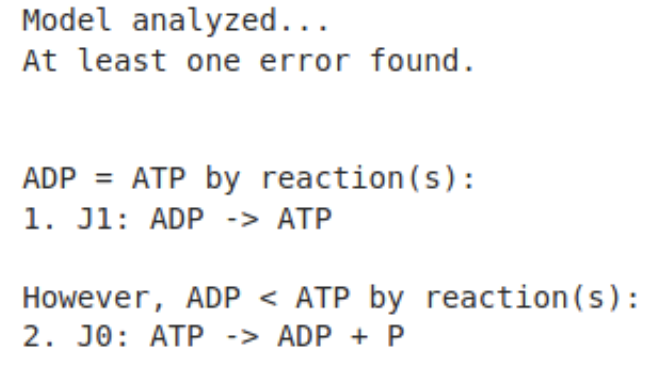 Model analyzed...
At least one error found.
ADP = ATP by reaction(s):
1. J1: ADP -> ATP
However, ADP < ATP by reaction(s):
2. J0: ATP -> ADP + P